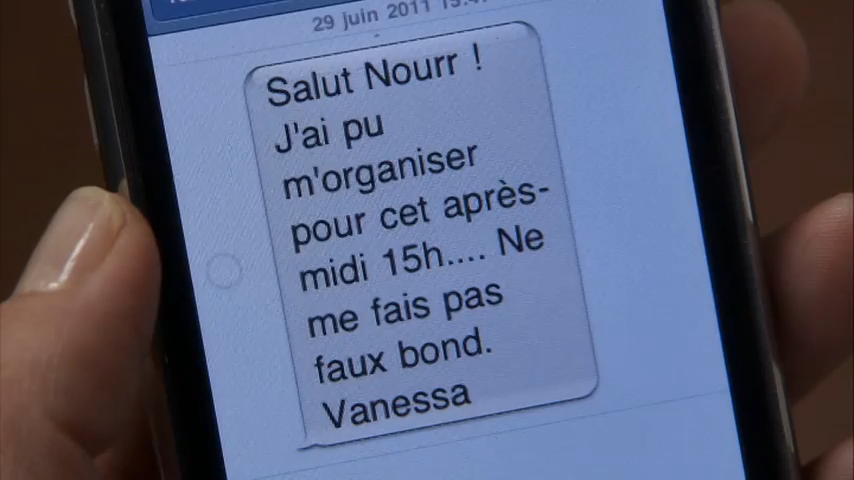 29 juin 2011
Salut Nourr !
J'ai pu
m'organiser
pour cet après-
midi 15h.... Ne
me fais pas
faux bond.
Vanessa